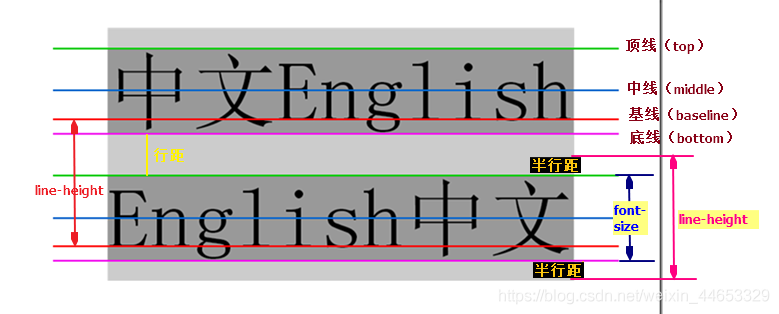 顶线（top）
中文English
中线（middle）
基线（baseline）
底线（bottom）
行距
半行距
line-height
English中文
font-
size
line-height
半行距
https://blog.csdn.net/weixin_44653329